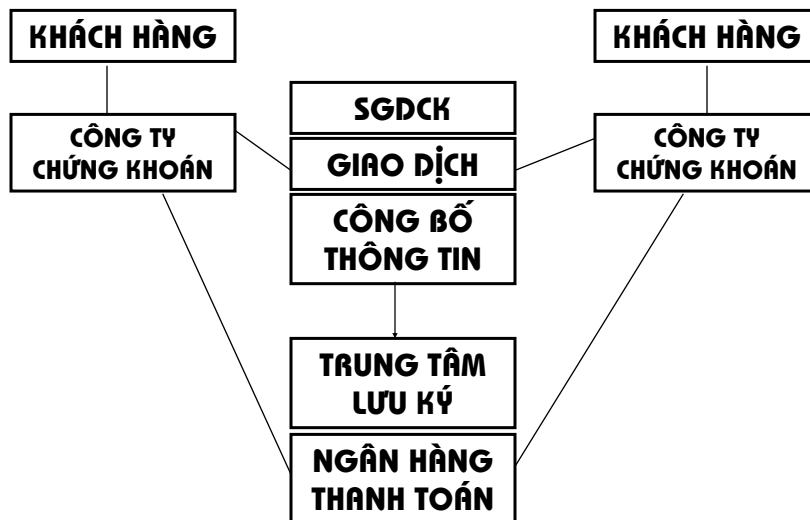 KHÁCH HÀNG
KHÁCH HÀNG
SGDCK
CÔNG TY
CHỨNG KHOÁN
GIAO DỊCH
CÔNG TY
CHỨNG KHOÁN
CÔNG BỐ
THÔNG TIN
TRUNG TÂM
LƯU KÝ
NGÂN HÀNG
THANH TOÁN